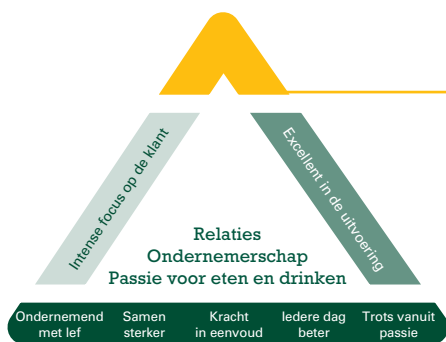 Intense focus op de klant
Excellent in de uitvoering
Relaties
Ondernemerschap
Passie voor eten en drinken
Ondernemend
met lef
Samen
sterker
Kracht
in eenvoud
Iedere dag
beter
Trots vanuit
passie